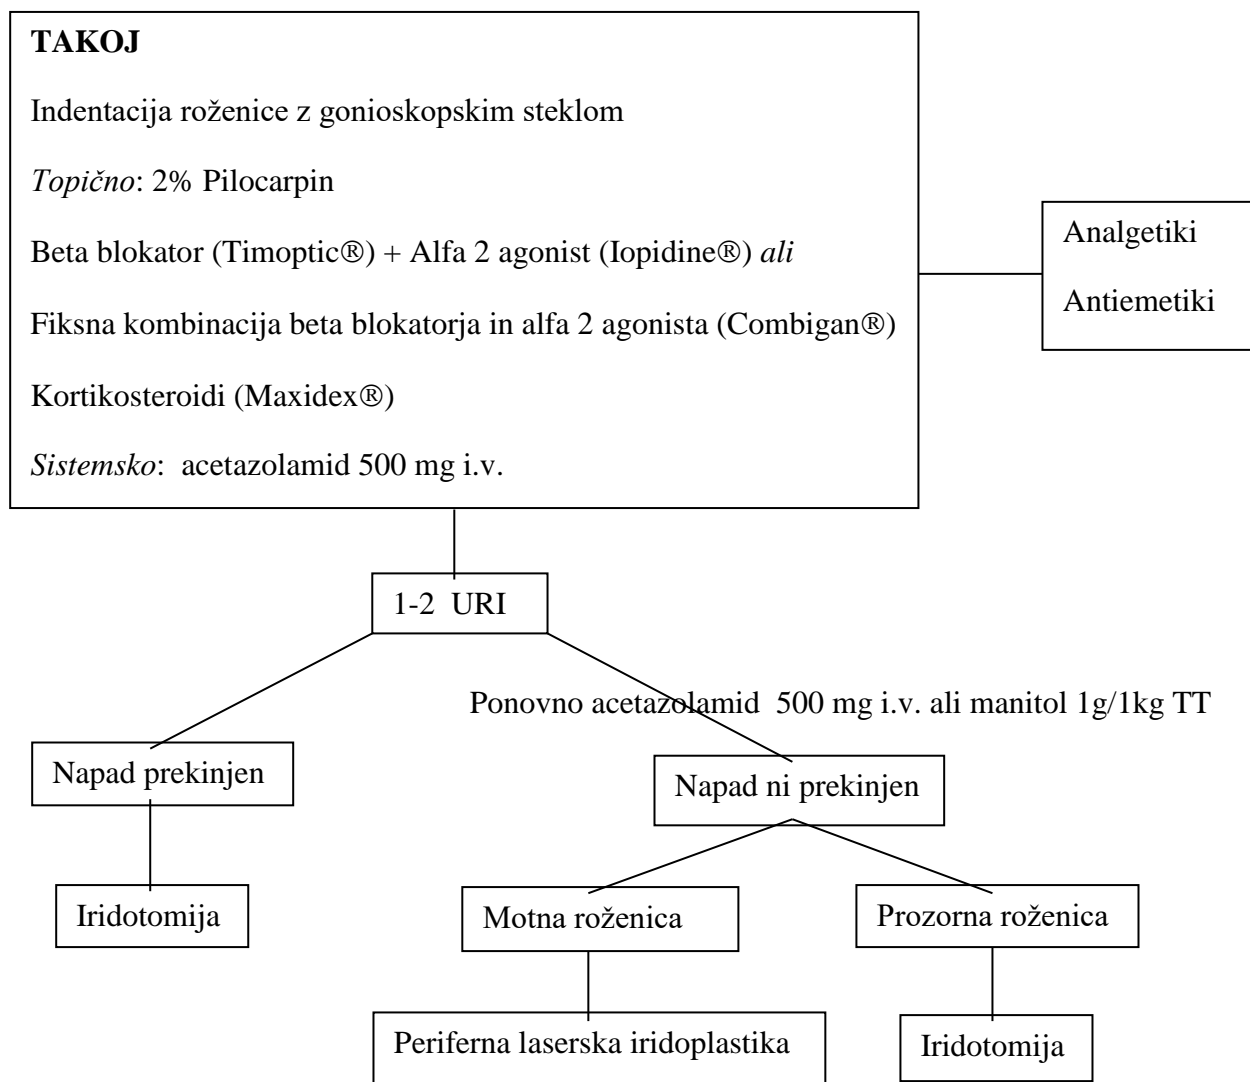 TAKOJ
Indentacija roženice z gonioskopskim steklom
Topično: 2% Pilocarpin
Beta blokator (Timoptic®) + Alfa 2 agonist (Iopidine®) ali
Fiksna kombinacija beta blokatorja in alfa 2 agonista (Combigan®)
Kortikosteroidi (Maxidex®)
Sistemsko: acetazolamid 500 mg i.v.
Analgetiki
Antiemetiki
1-2 URI
Ponovno acetazolamid 500 mg i.v. ali manitol 1g/1kg TT
Napad prekinjen
Napad ni prekinjen
Iridotomija
Motna roženica
Prozorna roženica
Periferna laserska iridoplastika
Iridotomija